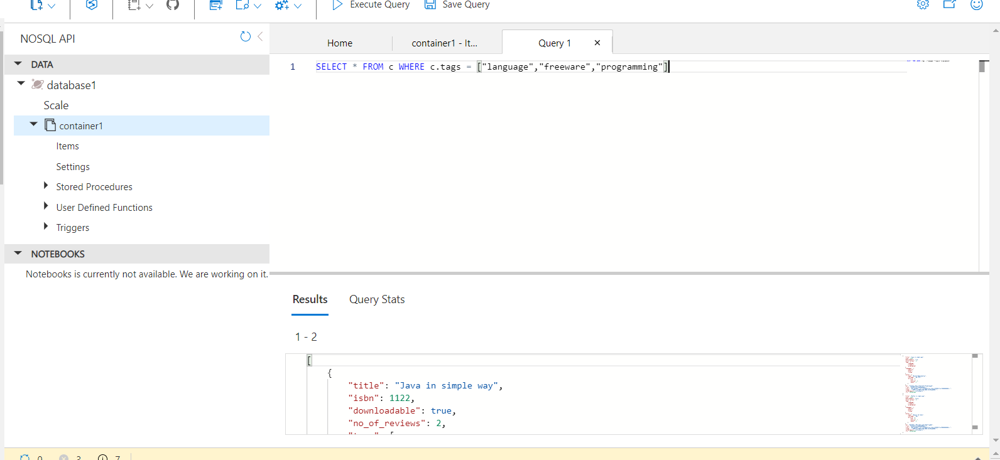 Execute Query
Save Query
NOSQL API
DATA
database1
Scale
container1
Items
Settings
Stored Procedures
User Defined Functions
Triggers
NOTEBOOKS
Notebooks is currently not available. We are working on it.
Home
container1 - It...
Query 1
1 SELECT * FROM c WHERE c.tags = ["language","freeware","programming"]
Results
Query Stats
1 - 2
[
{
"title": "Java in simple way",
"isbn": 1122,
"downloadable": true,
"no_of_reviews": 2,